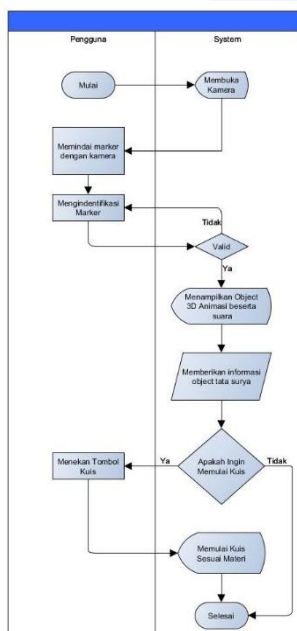 Pengguna
System
Mulai
Membuka
Kamera
Memindai marker
dengan kamera
Mengindentifikasi
Marker
Tidak
Valid
Ya
Menampilkan Object
3D Animasi beserta
suara
Memberikan informasi
object tata surya
Menekan Tombol
Kuis
Ya
Apakah Ingin
Memulai Kuis
Tidak
Memulai Kuis
Sesuai Materi
Selesai